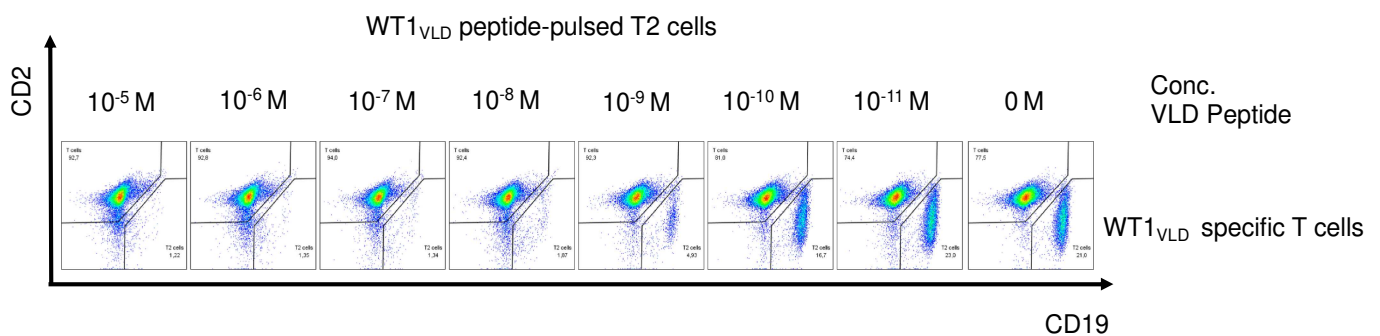 WT1VLD peptide-pulsed T2 cells
CD2
10-5 M 10-6 M 10-7 M 10-8 M 10-9 M 10-10 M 10-11 M 0 M
Conc.
VLD Peptide
T cells T cells T cells T cells T cells T cells T cells T cells
92,7 92,8 94,0 92,4 92,3 81,0 74,4 77,5
WT1VLD specific T cells
T2 cells T2 cells T2 cells T2 cells T2 cells T2 cells T2 cells T2 cells
1,22 1,35 1,34 1,87 4,93 16,7 23,0 21,0
CD19